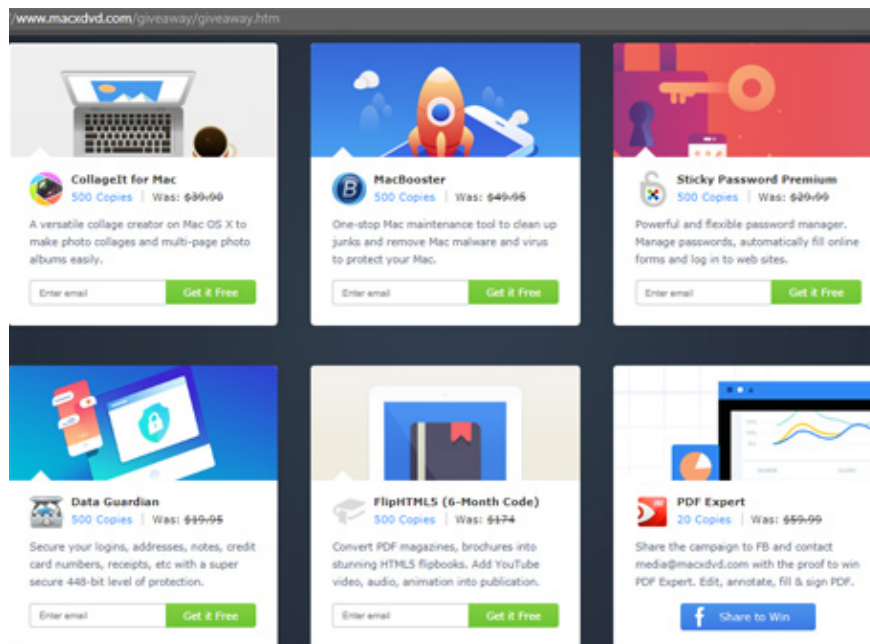 /www.macxdvd.com/giveaway/giveaway.htm
CollageIt for Mac
500 Copies | Was: $39.90
A versatile collage creator on Mac OS X to
make photo collages and multi-page photo
albums easily.
Enter email Get it Free
MacBooster
500 Copies | Was: $49.95
One-stop Mac maintenance tool to clean up
junks and remove Mac malware and virus
to protect your Mac.
Enter email Get it Free
Sticky Password Premium
500 Copies | Was: $29.99
Powerful and flexible password manager.
Manage passwords, automatically fill online
forms and log in to web sites.
Enter email Get it Free
Data Guardian
500 Copies | Was: $19.95
Secure your logins, addresses, notes, credit
card numbers, receipts, etc with a super
secure 448-bit level of protection.
Enter email Get it Free
FlipHTML5 (6-Month Code)
500 Copies | Was: $174
Convert PDF magazines, brochures into
stunning HTML5 flipbooks. Add YouTube
video, audio, animation into publication.
Enter email Get it Free
PDF Expert
20 Copies | Was: $59.99
Share the campaign to FB and contact
media@macxdvd.com with the proof to win
PDF Expert. Edit, annotate, fill & sign PDF.
f Share to Win